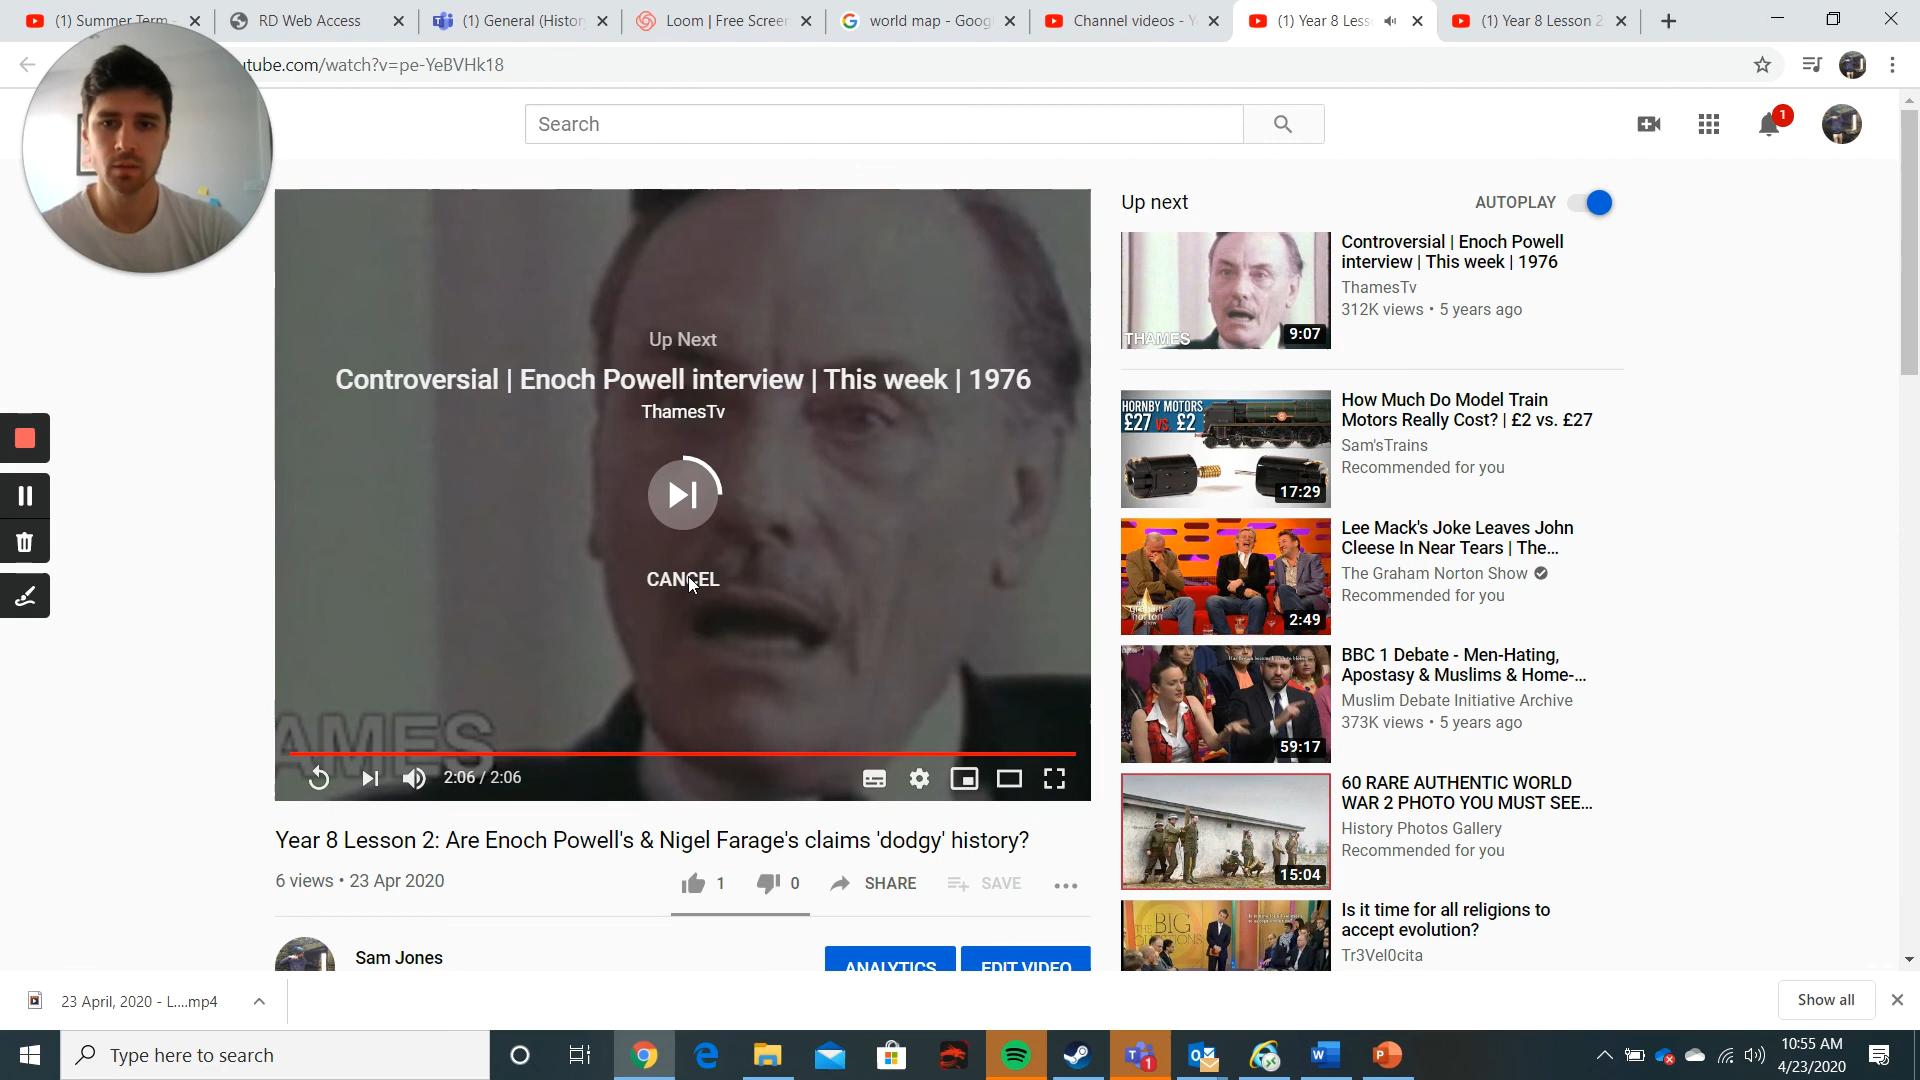 (1) Summer Term
RD Web Access
(1) General (Histor
Loom | Free Screer
world map - Goog
Channel videos - Y
(1) Year 8 Less
(1) Year 8 Lesson 2
utube.com/watch?v=pe-YeBVHk18
Search
1
Up next
AUTOPLAY
Controversial | Enoch Powell
interview | This week | 1976
ThamesTv
312K views • 5 years ago
THAMES
9:07
Up Next
Controversial | Enoch Powell interview | This week | 1976
ThamesTv
CANCEL
AMES
2:06 / 2:06
HORNBY MOTORS
£27 VS. £2
17:29
How Much Do Model Train
Motors Really Cost? | £2 vs. £27
Sam'sTrains
Recommended for you
Lee Mack's Joke Leaves John
Cleese In Near Tears | The...
The Graham Norton Show
Recommended for you
2:49
BBC 1 Debate - Men-Hating,
Apostasy & Muslims & Home-...
Muslim Debate Initiative Archive
373K views • 5 years ago
59:17
60 RARE AUTHENTIC WORLD
WAR 2 PHOTO YOU MUST SEE...
History Photos Gallery
Recommended for you
15:04
Is it time for all religions to
accept evolution?
Tr3Vel0cita
THE BIG QUESTIONS
Year 8 Lesson 2: Are Enoch Powell's & Nigel Farage's claims 'dodgy' history?
6 views • 23 Apr 2020
1
0
SHARE
SAVE
Sam Jones
ANALYTICS
EDIT VIDEO
23 April, 2020 - L....mp4
Show all
Type here to search
10:55 AM
4/23/2020